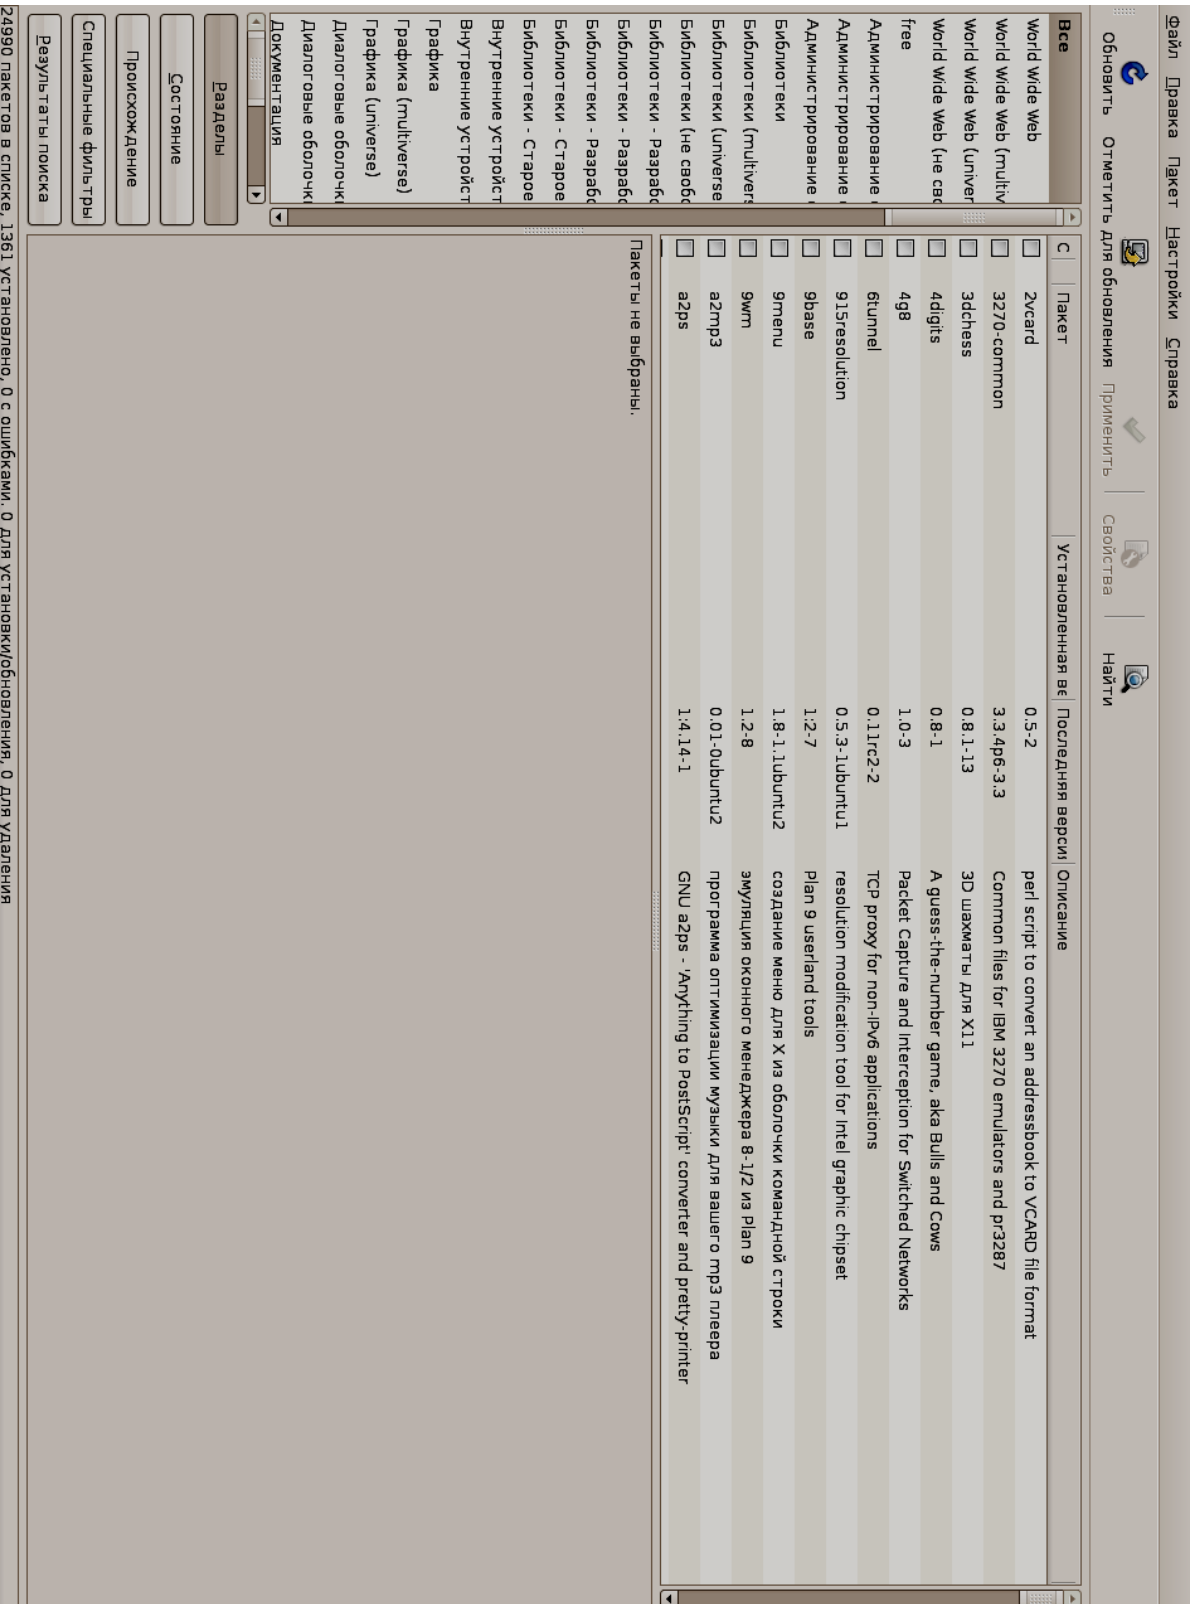 Файл Правка Пакет Настройки Справка
Обновить Отметить для обновления Применить Свойства Найти
Все
World Wide Web
World Wide Web (multiv
World Wide Web (univer
World Wide Web (не сво
free
Администрирование
Администрирование
Администрирование
Библиотеки
Библиотеки (multivers
Библиотеки (universe
Библиотеки (не своб
Библиотеки - Разраб
Библиотеки - Разраб
Библиотеки - Разраб
Библиотеки - Старое
Библиотеки - Старое
Внутренние устройст
Внутренние устройст
Графика
Графика (multiverse)
Графика (universe)
Диалоговые оболочк
Диалоговые оболочк
Документация
Разделы
Состояние
Происхождение
Специальные фильтры
Результаты поиска
С Пакет Установленная ве Последняя верси Описание
2vcard 0.5-2 perl script to convert an addressbook to VCARD file format
3270-common 3.3.4p6-3.3 Common files for IBM 3270 emulators and pr3287
3dchess 0.8.1-13 3D шахматы для X11
4digits 0.8-1 A guess-the-number game, aka Bulls and Cows
4g8 1.0-3 Packet Capture and Interception for Switched Networks
6tunnel 0.11rc2-2 TCP proxy for non-IPv6 applications
915resolution 0.5.3-1ubuntu1 resolution modification tool for Intel graphic chipset
9base 1:2-7 Plan 9 userland tools
9menu 1.8-1.1ubuntu2 создание меню для X из оболочки командной строки
9wm 1.2-8 эмуляция оконного менеджера 8-1/2 из Plan 9
a2mp3 0.01-0ubuntu2 программа оптимизации музыки для вашего mp3 плеера
a2ps 1:4.14-1 GNU a2ps - 'Anything to PostScript' converter and pretty-printer
Пакеты не выбраны.
24990 пакетов в списке, 1361 установлено, 0 с ошибками. 0 для установки/обновления, 0 для удаления